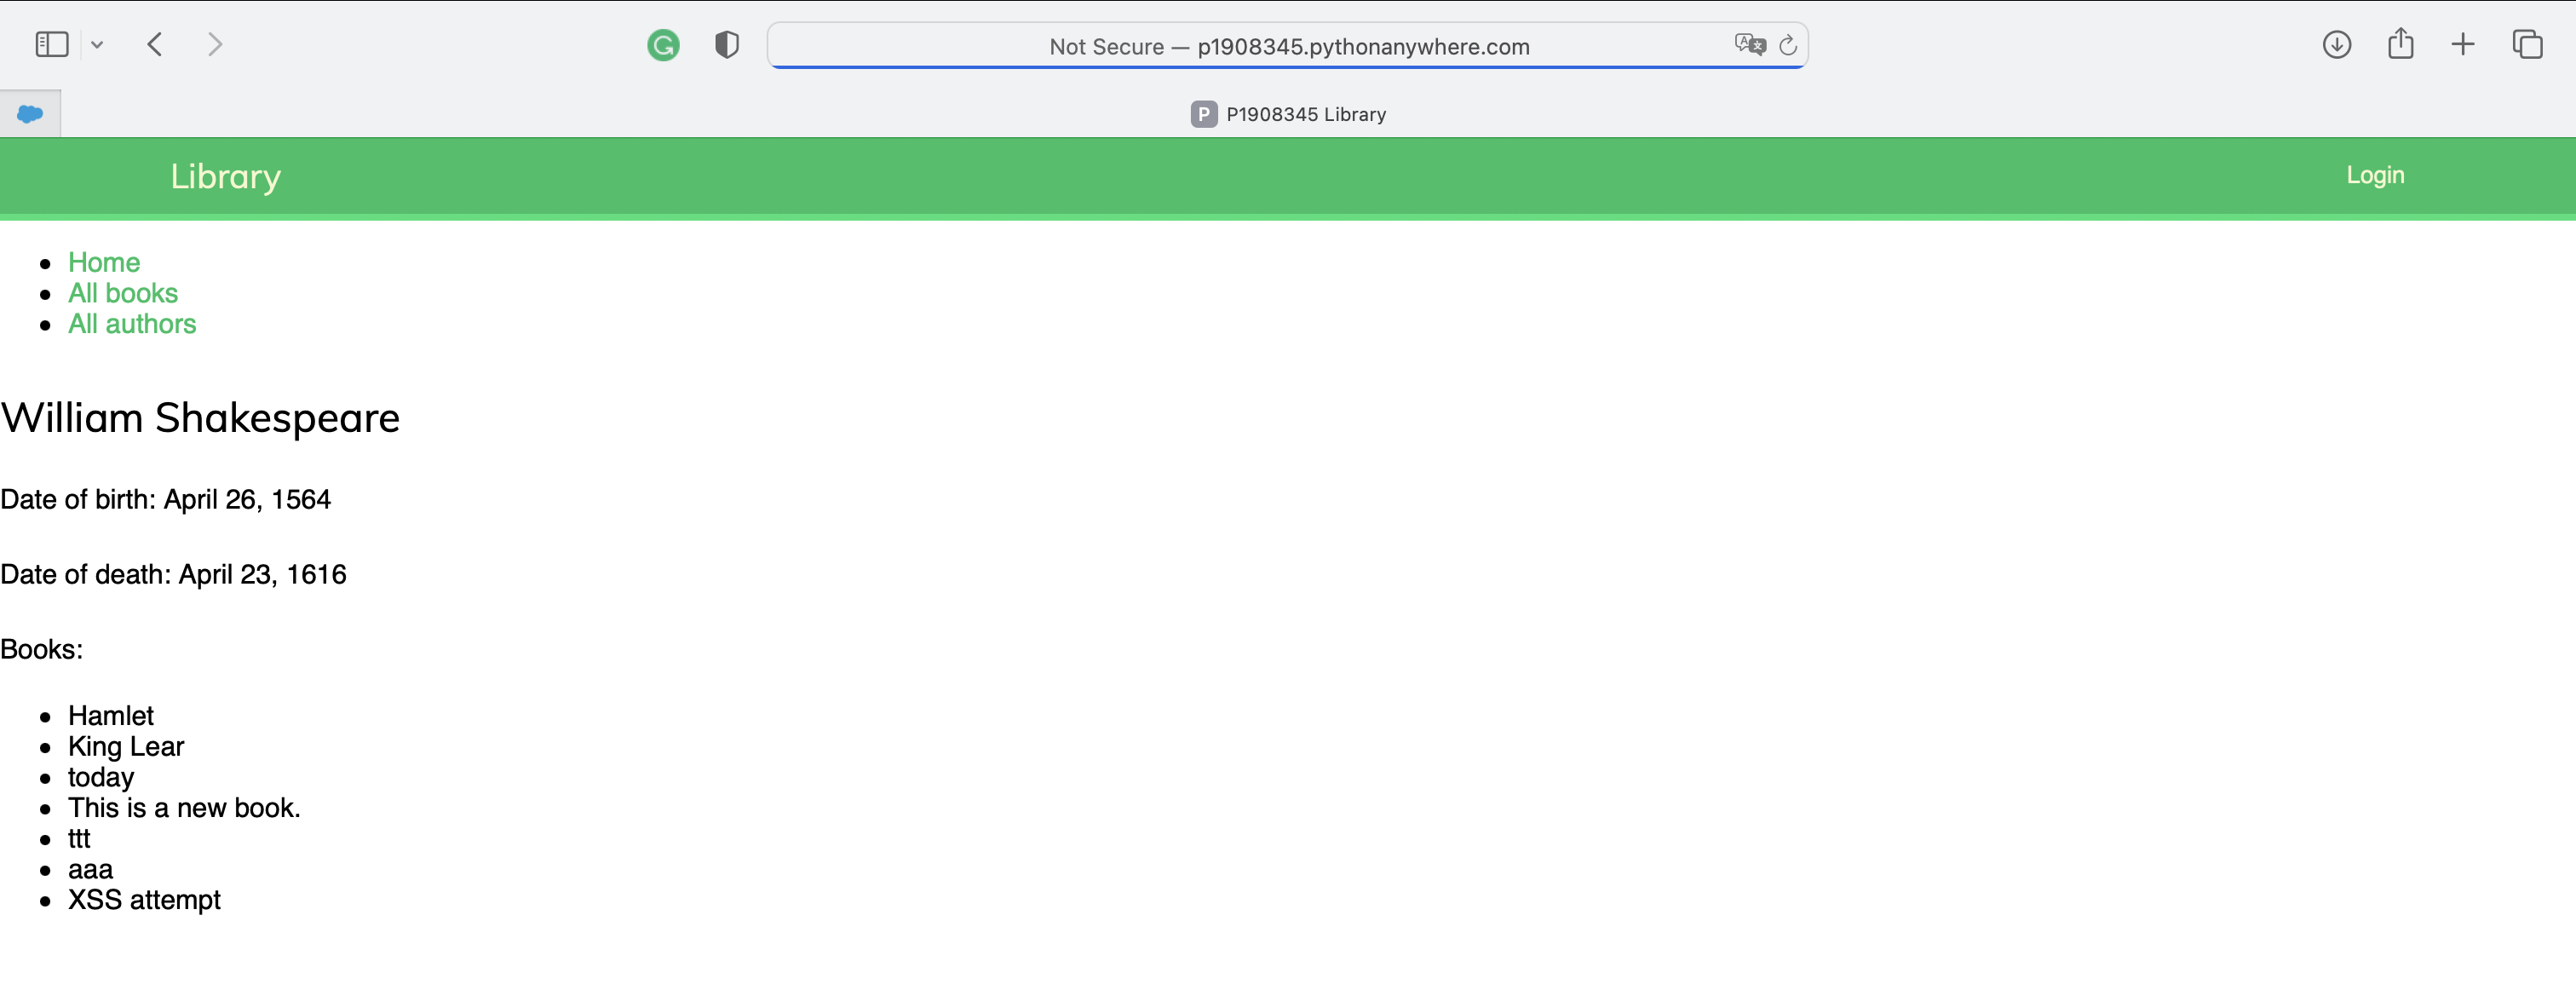 Not Secure — p1908345.pythonanywhere.com
P P1908345 Library
Library
Login
Home
All books
All authors
William Shakespeare
Date of birth: April 26, 1564
Date of death: April 23, 1616
Books:
Hamlet
King Lear
today
This is a new book.
ttt
aaa
XSS attempt